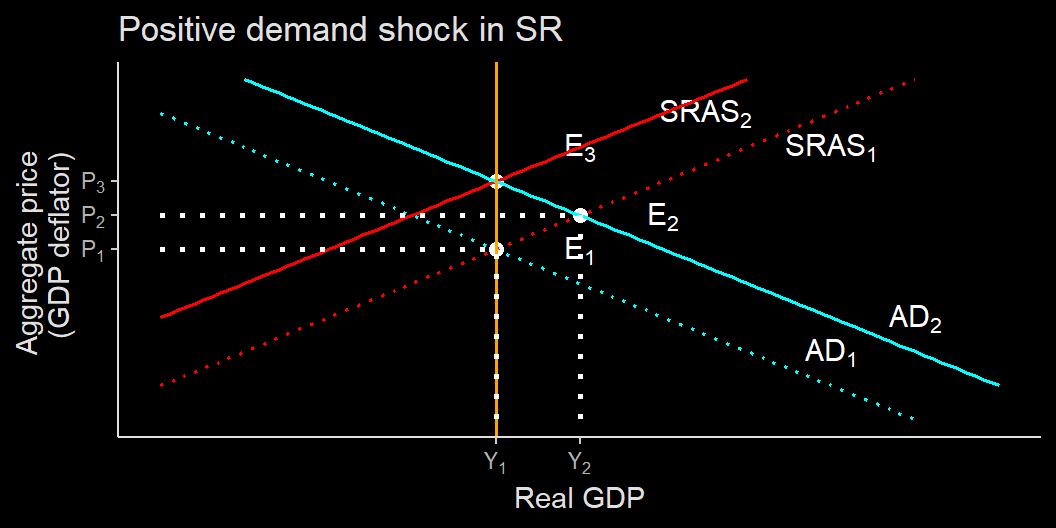 Positive demand shock in SR
Aggregate price
(GDP deflator)
P₃
P₂
P₁
SRAS₂
SRAS₁
E₃
E₂
E₁
AD₂
AD₁
Y₁
Y₂
Real GDP